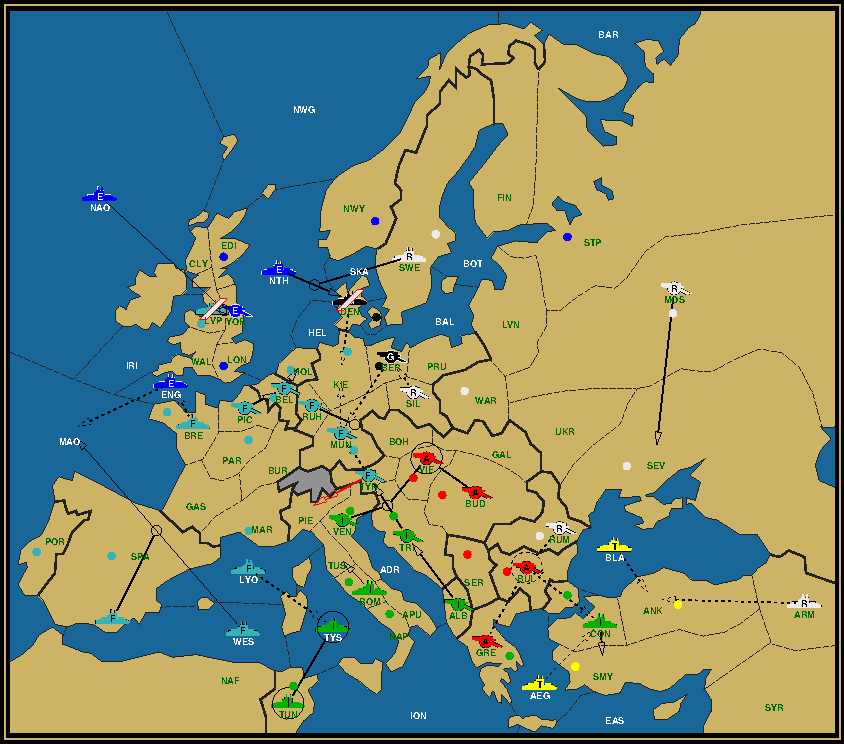 BAR
NWG
E
NAO
FIN
NWY
EDI
STP
CLY
R
SWE
BOT
SKA
E
NTH
R
MOS
DEN
E
LVP
YOR
BAL
LVN
HEL
IRI
WAL
LON
G
BER
PRU
HOL
KIE
E
ENG
F
BEL
R
SIL
WAR
F
PIC
F
RUH
F
BRE
F
MUN
UKR
MAO
BOH
GAL
PAR
A
VIE
SEV
BUR
F
TYR
A
BUD
GAS
I
VEN
R
RUM
PIE
MAR
I
TRI
T
BLA
POR
SPA
TUS
ADR
F
LYO
A
BUL
SER
I
ROM
I
ALB
ANK
R
ARM
F
APU
I
CON
F
WES
I
TYS
NAP
A
GRE
NAF
SMY
T
AEG
I
TUN
ION
EAS
SYR